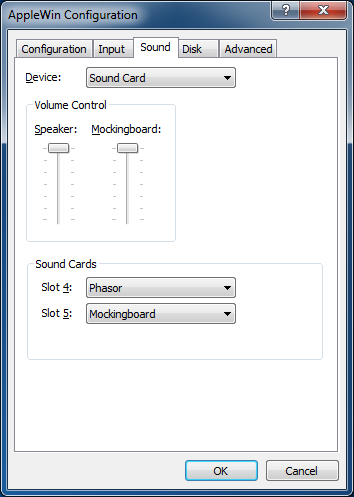 AppleWin Configuration
Configuration Input Sound Disk Advanced
Device: Sound Card
Volume Control
Speaker: Mockingboard:
Sound Cards
Slot 4: Phasor
Slot 5: Mockingboard
OK Cancel